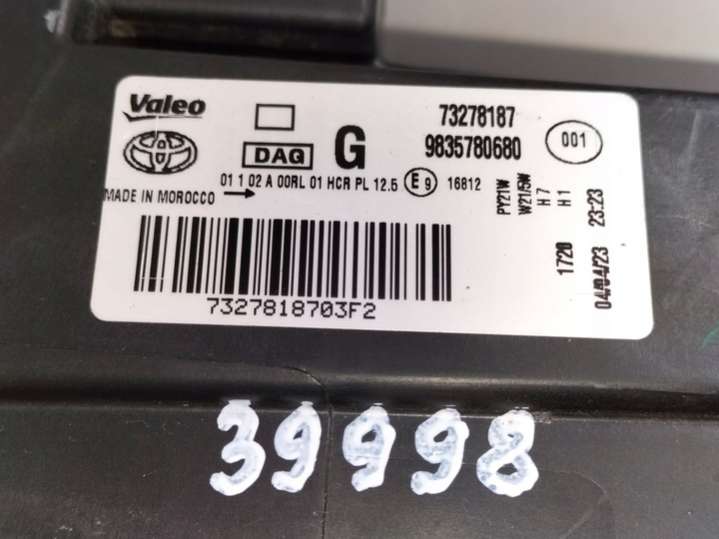 Valeo
73278187
DAG G 9835780680 001
01 1 02 A 00RL 01 HCR PL 12.5 E9 16812
MADE IN MOROCCO
PY21W
W21/5W
H7
H1
1720
04/04/23 23:23
7327818703F2
39998